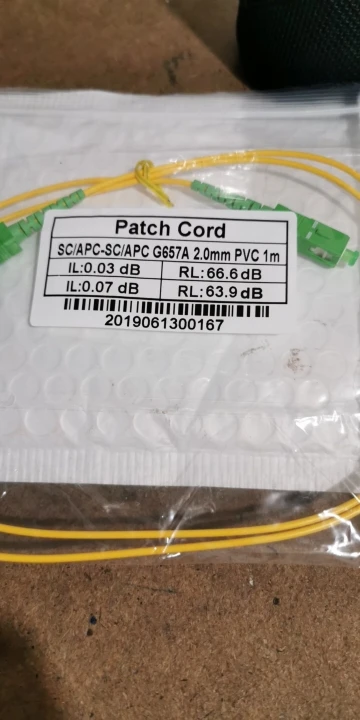 Patch Cord
SC/APC-SC/APC G657A 2.0mm PVC 1m
IL:0.03 dB RL:66.6dB
IL:0.07 dB RL:63.9dB
2019061300167